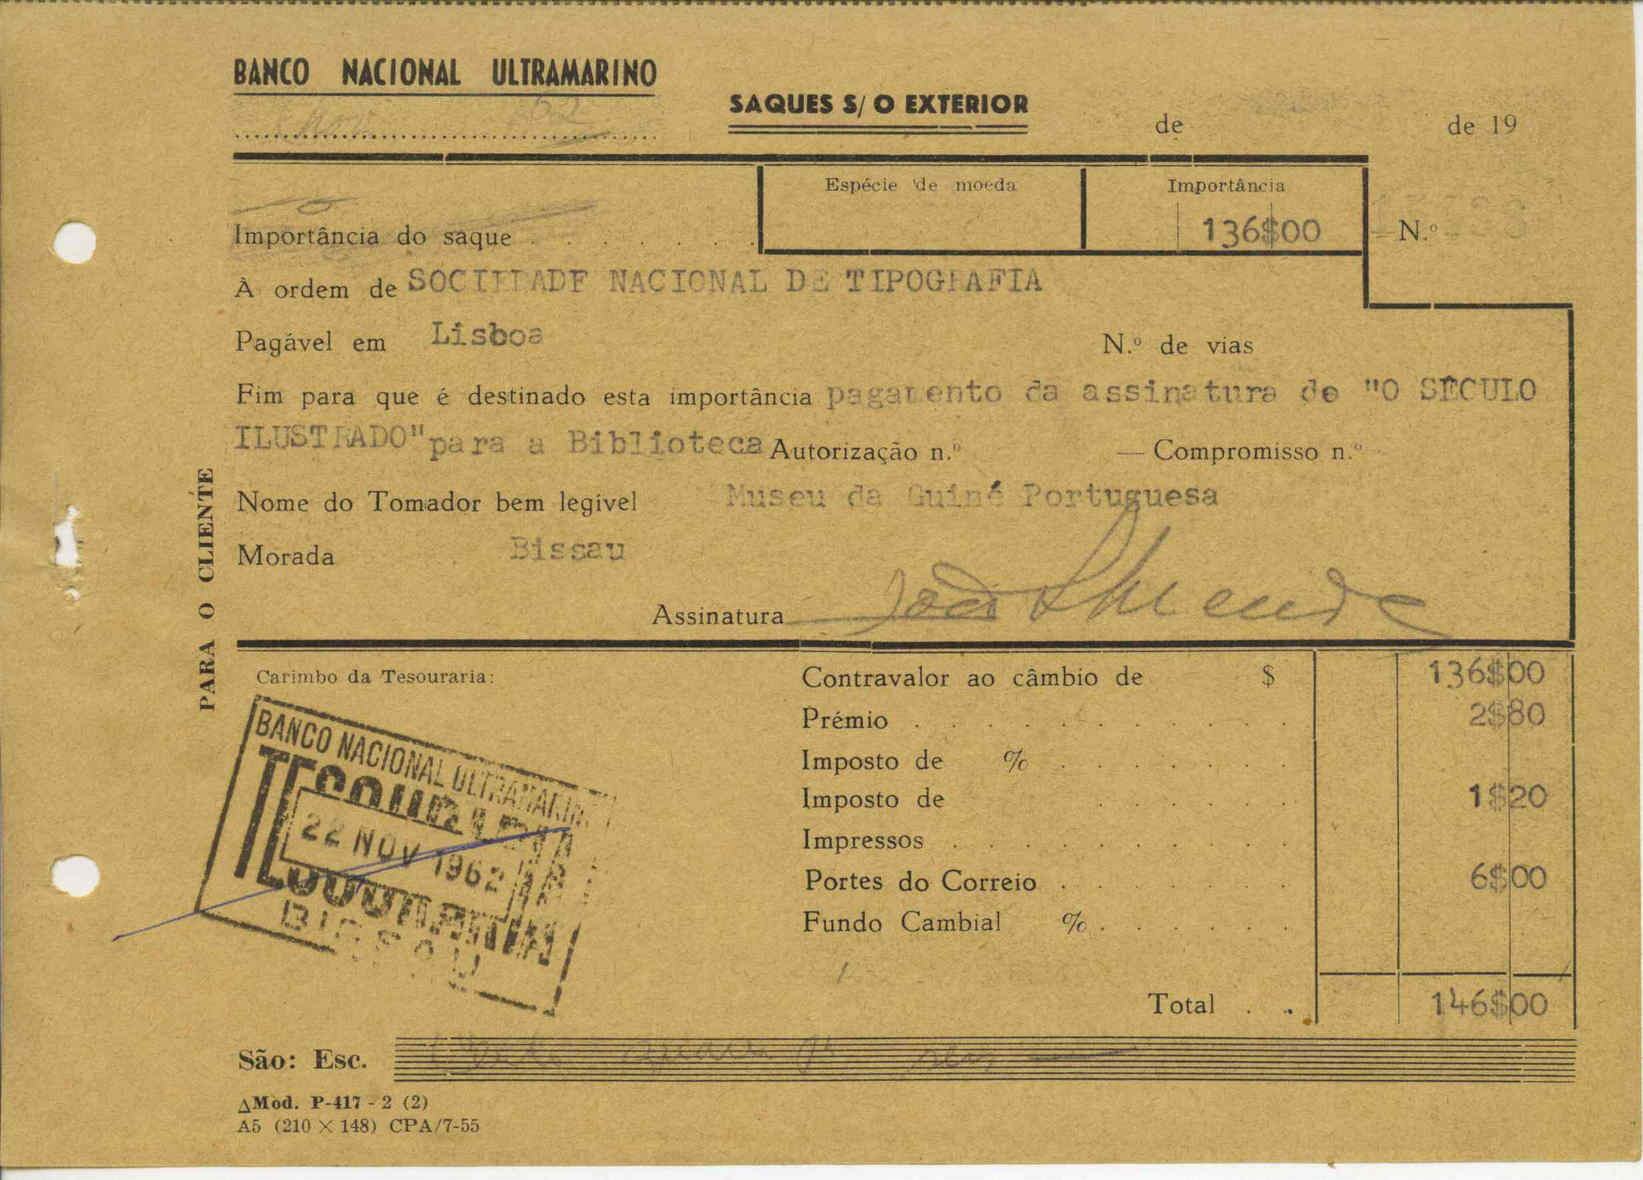 BANCO NACIONAL ULTRAMARINO
62
SAQUES S/ O EXTERIOR
de de 19
Espécie de moeda
Importância
Importância do saque . . . . . . .
136$00
N.º
À ordem de SOCIEDADE NACIONAL DE TIPOGRAFIA
Pagável em Lisboa
N.º de vias
Fim para que é destinado esta importância pagamento da assinatura de "O SÉCULO
ILUSTRADO" para a Biblioteca Autorização n.º — Compromisso n.º
Nome do Tomador bem legível Museu da Guiné Portuguesa
Morada Bissau
Assinatura João
PARA O CLIENTE
Carimbo da Tesouraria:
BANCO NACIONAL ULTRAMARINO
TESOURARIA
22 NOV 1962
TESOURARIA
BISSAU
Contravalor ao câmbio de $ 136$00
Prémio . . . . . . . . . . . 2$80
Imposto de % . . . . . . .
Imposto de . . . . . . 1$20
Impressos . . . . . . . . . .
Portes do Correio . . . . . . . 6$00
Fundo Cambial % . . . . . .
Total . . 146$00
São: Esc.
△Mod. P-417 - 2 (2)
A5 (210 × 148) CPA/7-55